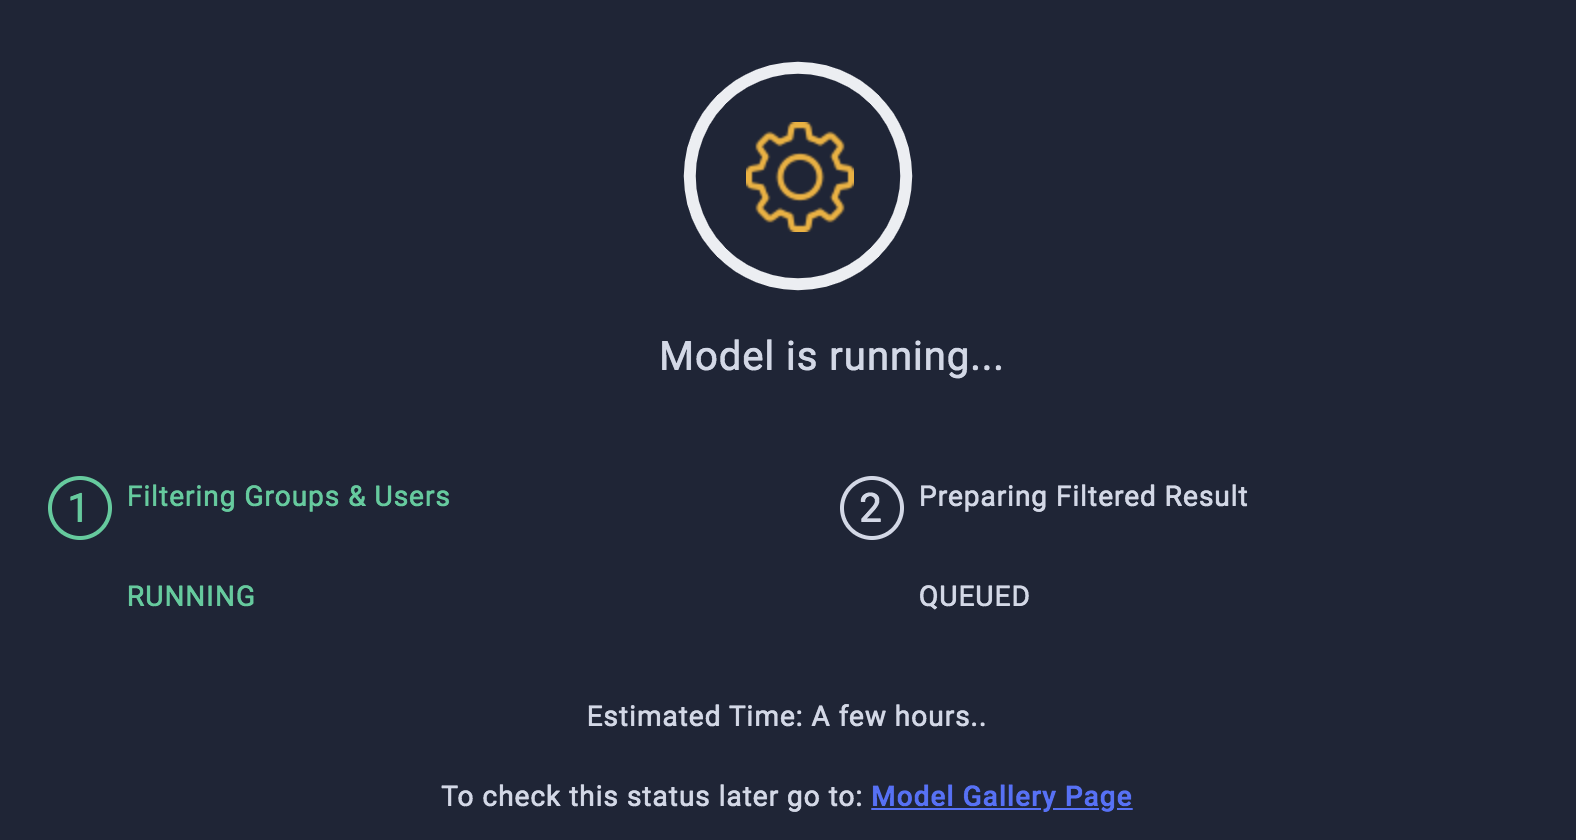 Model is running...
1 Filtering Groups & Users
RUNNING
2 Preparing Filtered Result
QUEUED
Estimated Time: A few hours..
To check this status later go to: Model Gallery Page